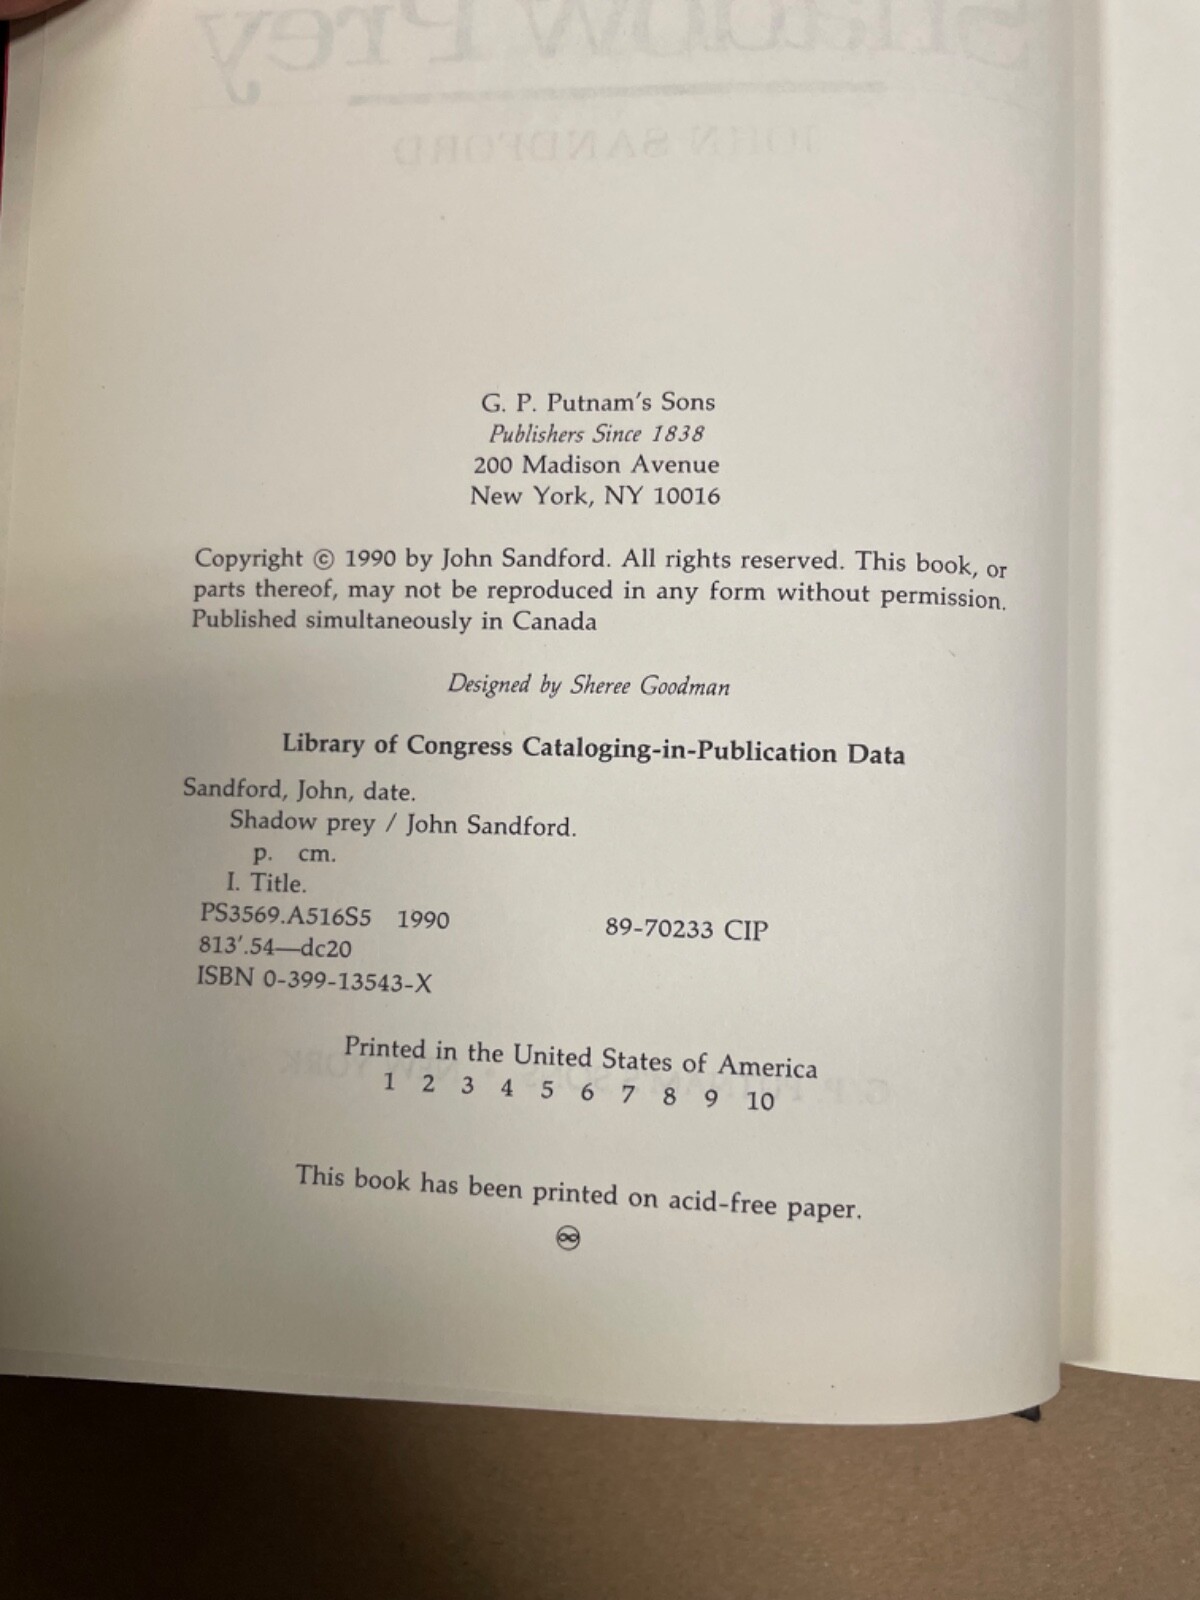 Shadow Prey
JOHN SANDFORD
G. P. Putnam's Sons
Publishers Since 1838
200 Madison Avenue
New York, NY 10016
Copyright © 1990 by John Sandford. All rights reserved. This book, or
parts thereof, may not be reproduced in any form without permission.
Published simultaneously in Canada
Designed by Sheree Goodman
Library of Congress Cataloging-in-Publication Data
Sandford, John, date.
Shadow prey / John Sandford.
p. cm.
I. Title.
PS3569.A516S5 1990 89-70233 CIP
813'.54—dc20
ISBN 0-399-13543-X
Printed in the United States of America
1 2 3 4 5 6 7 8 9 10
This book has been printed on acid-free paper.